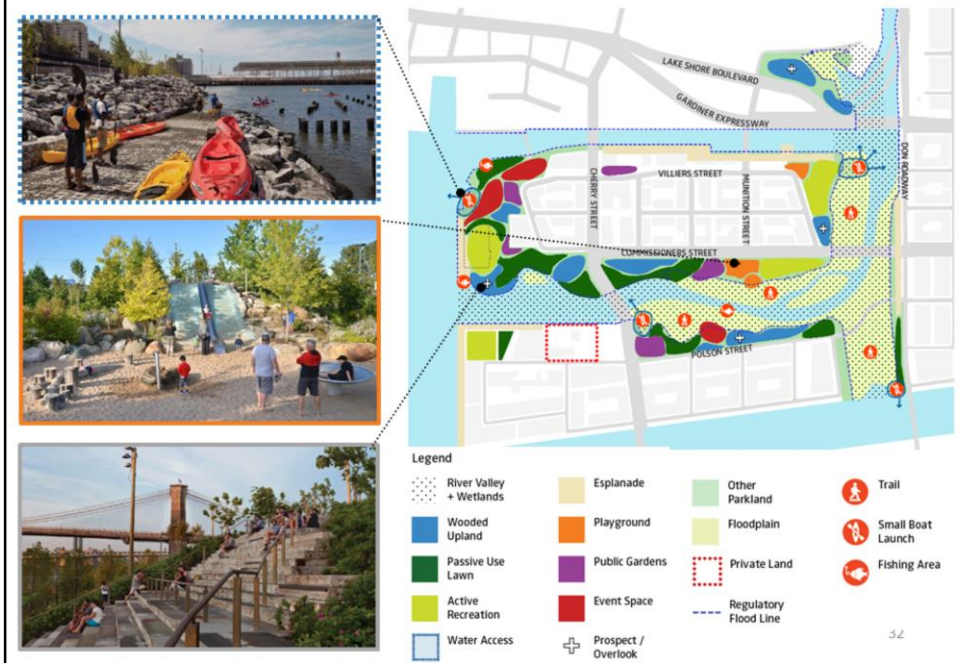 LAKE SHORE BOULEVARD
GARDINER EXPRESSWAY
DON ROADWAY
CHERRY STREET
VILLIERS STREET
MUNITION STREET
COMMISSIONERS STREET
POLSON STREET
Legend
River Valley
+ Wetlands
Wooded
Upland
Passive Use
Lawn
Active
Recreation
Water Access
Esplanade
Playground
Public Gardens
Event Space
Prospect /
Overlook
Other
Parkland
Floodplain
Private Land
Regulatory
Flood Line
Trail
Small Boat
Launch
Fishing Area
32